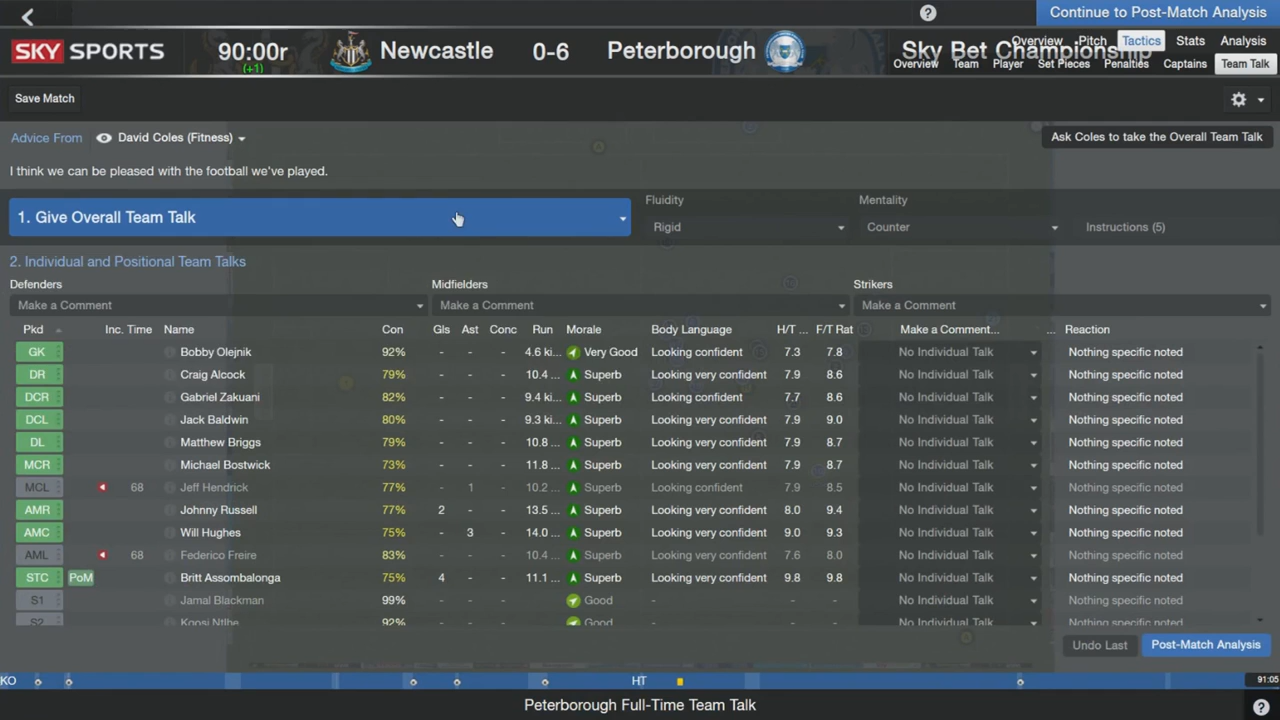 Continue to Post-Match Analysis
SKY SPORTS 90:00r (+1) Newcastle 0-6 Peterborough Sky Bet Championship
Overview Pitch Tactics Stats Analysis
Overview Team Player Set Pieces Penalties Captains Team Talk
Save Match
Advice From David Coles (Fitness)
Ask Coles to take the Overall Team Talk
I think we can be pleased with the football we've played.
1. Give Overall Team Talk
Fluidity Mentality
Rigid Counter Instructions (5)
2. Individual and Positional Team Talks
Defenders Midfielders Strikers
Make a Comment Make a Comment Make a Comment
Pkd Inc. Time Name Con Gls Ast Conc Run Morale Body Language H/T ... F/T Rat Make a Comment... ... Reaction
GK Bobby Olejnik 92% - - - 4.6 ki... Very Good Looking confident 7.3 7.8 No Individual Talk Nothing specific noted
DR Craig Alcock 79% - - - 10.4 ... Superb Looking very confident 7.9 8.6 No Individual Talk Nothing specific noted
DCR Gabriel Zakuani 82% - - - 9.4 ki... Superb Looking confident 7.7 8.6 No Individual Talk Nothing specific noted
DCL Jack Baldwin 80% - - - 9.3 ki... Superb Looking very confident 7.9 9.0 No Individual Talk Nothing specific noted
DL Matthew Briggs 79% - - - 10.8 ... Superb Looking very confident 7.9 8.7 No Individual Talk Nothing specific noted
MCR Michael Bostwick 73% - - - 11.8 ... Superb Looking very confident 7.9 8.7 No Individual Talk Nothing specific noted
MCL 68 Jeff Hendrick 77% - 1 - 10.2 ... Superb Looking confident 7.9 8.5 No Individual Talk Nothing specific noted
AMR Johnny Russell 77% 2 - - 13.5 ... Superb Looking very confident 8.0 9.4 No Individual Talk Nothing specific noted
AMC Will Hughes 75% - 3 - 14.0 ... Superb Looking very confident 9.0 9.3 No Individual Talk Nothing specific noted
AML 68 Federico Freire 83% - - - 10.4 ... Superb Looking very confident 7.6 8.0 No Individual Talk Nothing specific noted
STC PoM Britt Assombalonga 75% 4 - - 11.1 ... Superb Looking very confident 9.8 9.8 No Individual Talk Nothing specific noted
S1 Jamal Blackman 99% - - - - Good - - - No Individual Talk Nothing specific noted
S2 Kgosi Ntlhe 92% - - - - Good - - - No Individual Talk Nothing specific noted
Undo Last Post-Match Analysis
KO HT 91:05
Peterborough Full-Time Team Talk